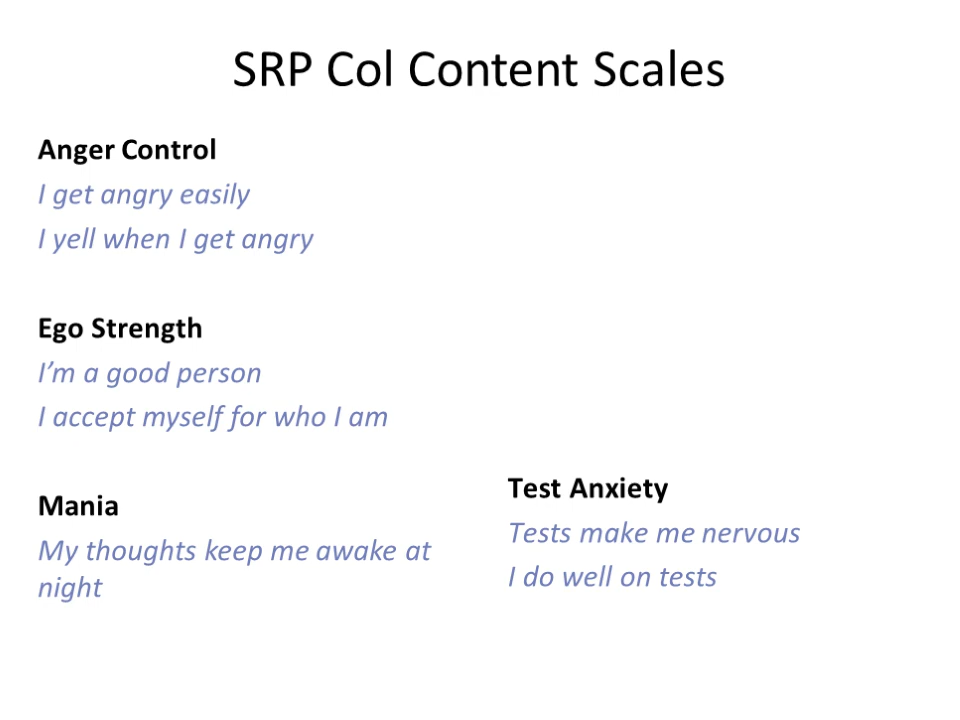 SRP Col Content Scales
Anger Control
I get angry easily
I yell when I get angry
Ego Strength
I’m a good person
I accept myself for who I am
Mania
My thoughts keep me awake at
night
Test Anxiety
Tests make me nervous
I do well on tests